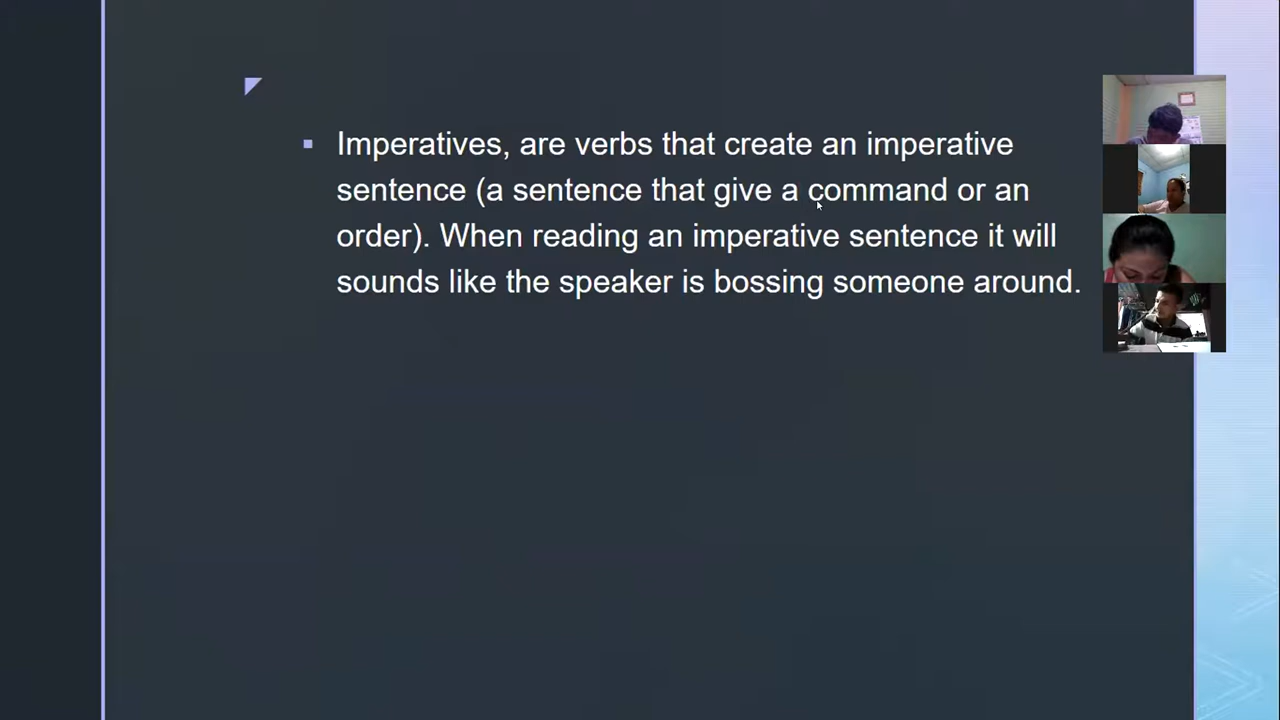 Imperatives, are verbs that create an imperative
sentence (a sentence that give a command or an
order). When reading an imperative sentence it will
sounds like the speaker is bossing someone around.